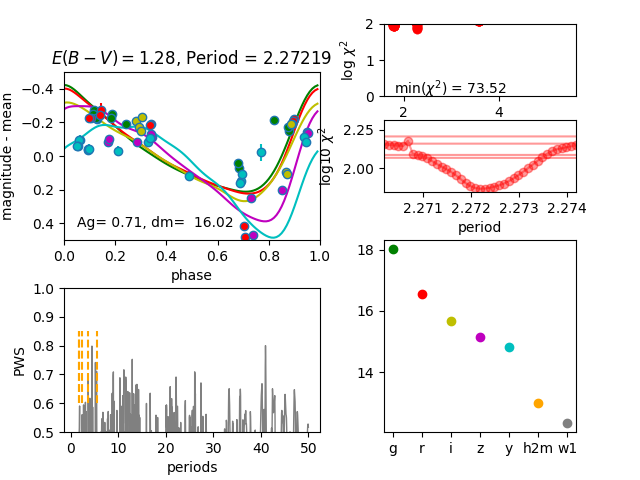 E(B − V) = 1.28, Period = 2.27219
magnitude - mean
−0.4
−0.2
0.0
0.2
0.4
Ag= 0.71, dm=  16.02
0.0 0.2 0.4 0.6 0.8 1.0
phase
log χ²
2
1
0
min(χ²) = 73.52
2 4
log10 χ²
2.25
2.00
2.271 2.272 2.273 2.274
period
PWS
1.0
0.9
0.8
0.7
0.6
0.5
0 10 20 30 40 50
periods
18
16
14
g r i z y h2m w1